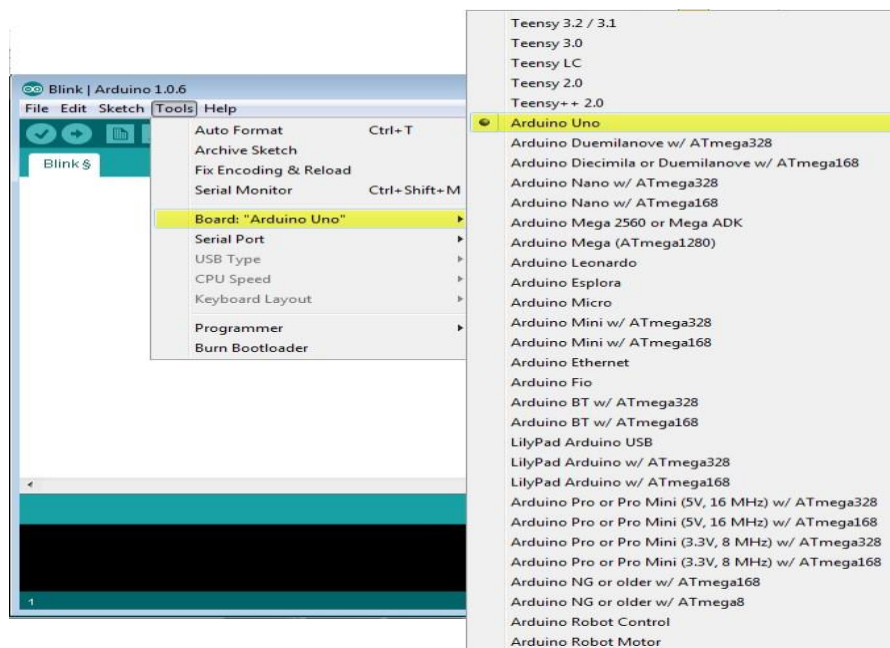 Blink | Arduino 1.0.6
File Edit Sketch Tools Help
Blink §
Auto Format Ctrl+T
Archive Sketch
Fix Encoding & Reload
Serial Monitor Ctrl+Shift+M
Board: "Arduino Uno"
Serial Port
USB Type
CPU Speed
Keyboard Layout
Programmer
Burn Bootloader
1
Teensy 3.2 / 3.1
Teensy 3.0
Teensy LC
Teensy 2.0
Teensy++ 2.0
Arduino Uno
Arduino Duemilanove w/ ATmega328
Arduino Diecimila or Duemilanove w/ ATmega168
Arduino Nano w/ ATmega328
Arduino Nano w/ ATmega168
Arduino Mega 2560 or Mega ADK
Arduino Mega (ATmega1280)
Arduino Leonardo
Arduino Esplora
Arduino Micro
Arduino Mini w/ ATmega328
Arduino Mini w/ ATmega168
Arduino Ethernet
Arduino Fio
Arduino BT w/ ATmega328
Arduino BT w/ ATmega168
LilyPad Arduino USB
LilyPad Arduino w/ ATmega328
LilyPad Arduino w/ ATmega168
Arduino Pro or Pro Mini (5V, 16 MHz) w/ ATmega328
Arduino Pro or Pro Mini (5V, 16 MHz) w/ ATmega168
Arduino Pro or Pro Mini (3.3V, 8 MHz) w/ ATmega328
Arduino Pro or Pro Mini (3.3V, 8 MHz) w/ ATmega168
Arduino NG or older w/ ATmega168
Arduino NG or older w/ ATmega8
Arduino Robot Control
Arduino Robot Motor